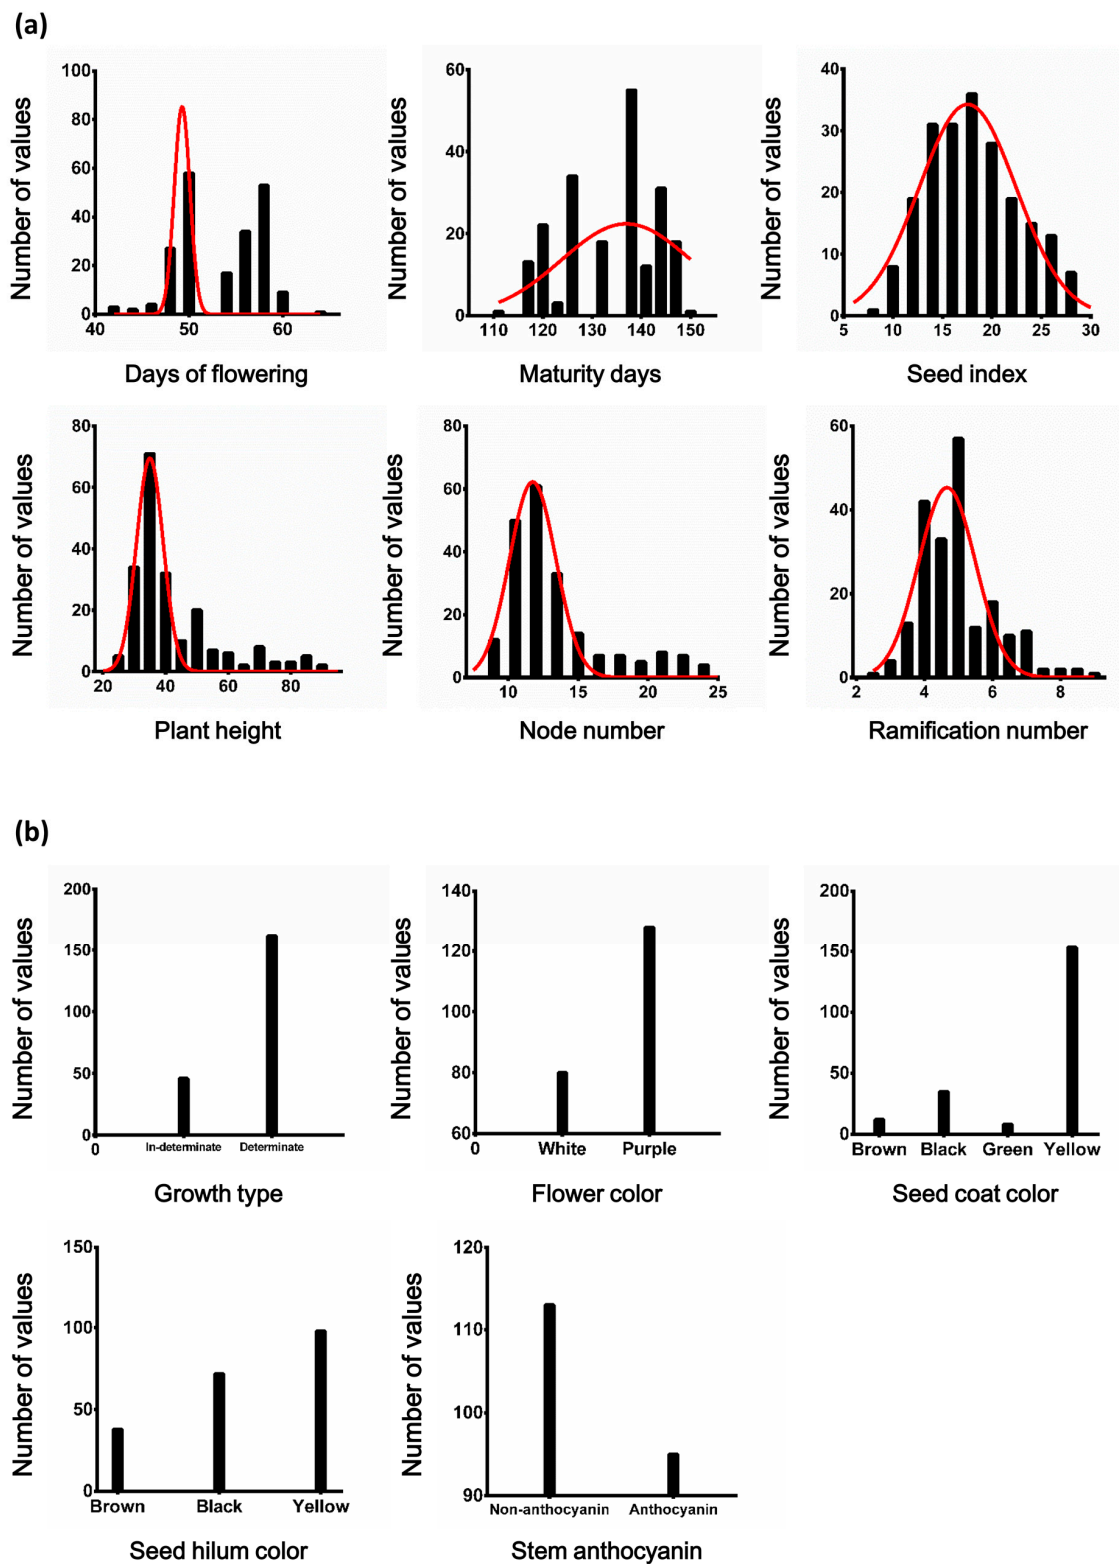 (a)
Number of values
100
80
60
40
20
0
40 50 60
Days of flowering
Number of values
60
40
20
0
110 120 130 140 150
Maturity days
Number of values
40
30
20
10
0
5 10 15 20 25 30
Seed index
Number of values
80
60
40
20
0
20 40 60 80
Plant height
Number of values
80
60
40
20
0
10 15 20 25
Node number
Number of values
60
40
20
0
2 4 6 8
Ramification number
(b)
Number of values
200
150
100
50
0
0 In-determinate Determinate
Growth type
Number of values
140
120
100
80
60
0 White Purple
Flower color
Number of values
200
150
100
50
0
Brown Black Green Yellow
Seed coat color
Number of values
150
100
50
0
Brown Black Yellow
Seed hilum color
Number of values
120
110
100
90
Non-anthocyanin Anthocyanin
Stem anthocyanin